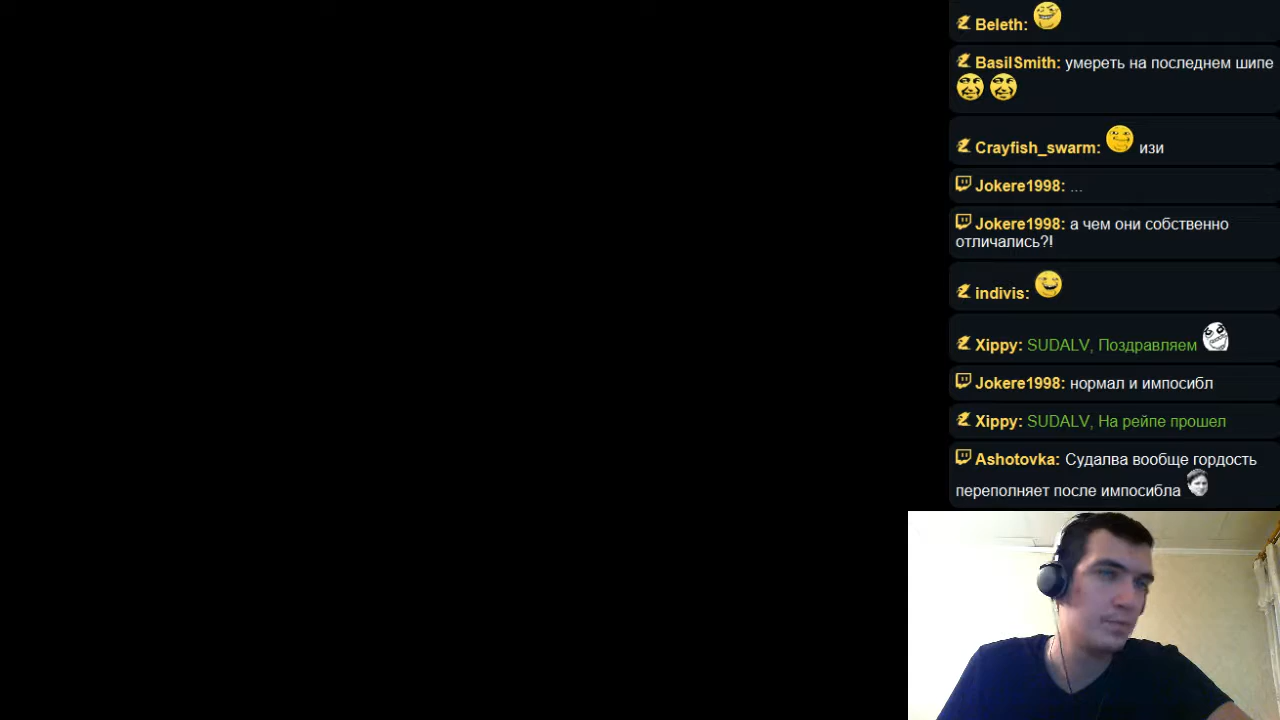 Beleth:
BasilSmith: умереть на последнем шипе
Crayfish_swarm: изи
Jokere1998: ...
Jokere1998: а чем они собственно
отличались?!
indivis:
Xippy: SUDALV, Поздравляем
Jokere1998: нормал и импосибл
Xippy: SUDALV, На рейпе прошел
Ashotovka: Судалва вообще гордость
переполняет после импосибла